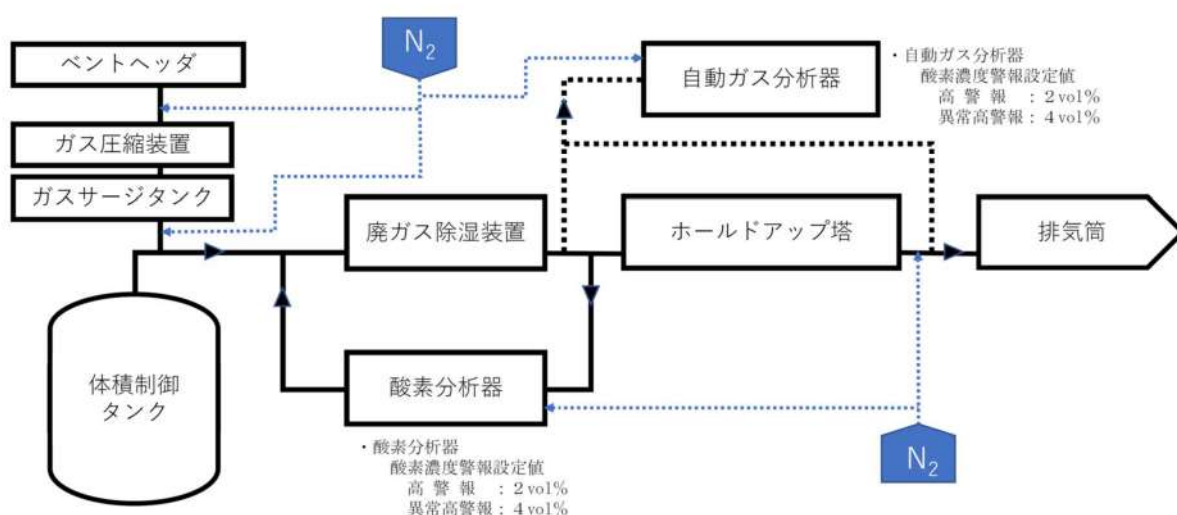 ベントヘッダ
ガス圧縮装置
ガスサージタンク
体積制御
タンク
N₂
自動ガス分析器
・自動ガス分析器
酸素濃度警報設定値
高 警 報 : 2vol%
異常高警報 : 4vol%
廃ガス除湿装置
ホールドアップ塔
排気筒
酸素分析器
・酸素分析器
酸素濃度警報設定値
高 警 報 : 2vol%
異常高警報 : 4vol%
N₂